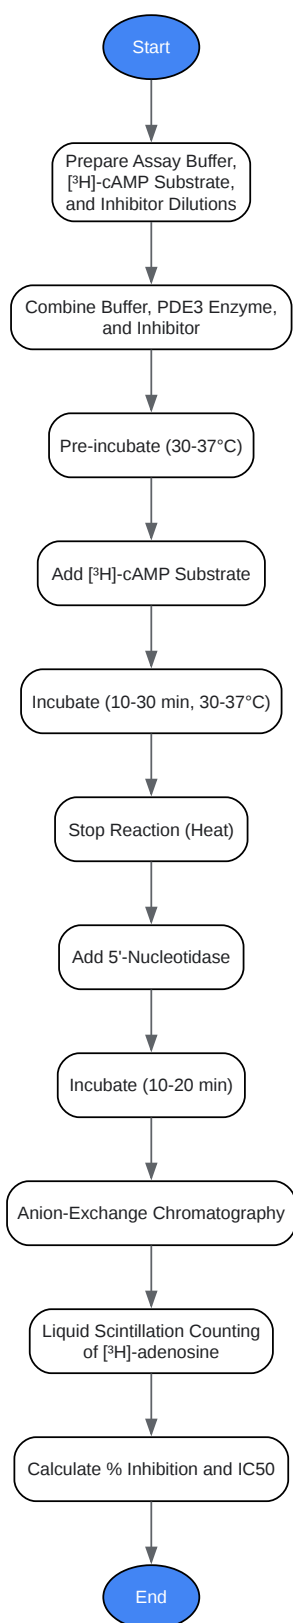 Start
Prepare Assay Buffer,
[³H]-cAMP Substrate,
and Inhibitor Dilutions
Combine Buffer, PDE3 Enzyme,
and Inhibitor
Pre-incubate (30-37°C)
Add [³H]-cAMP Substrate
Incubate (10-30 min, 30-37°C)
Stop Reaction (Heat)
Add 5'-Nucleotidase
Incubate (10-20 min)
Anion-Exchange Chromatography
Liquid Scintillation Counting
of [³H]-adenosine
Calculate % Inhibition and IC50
End